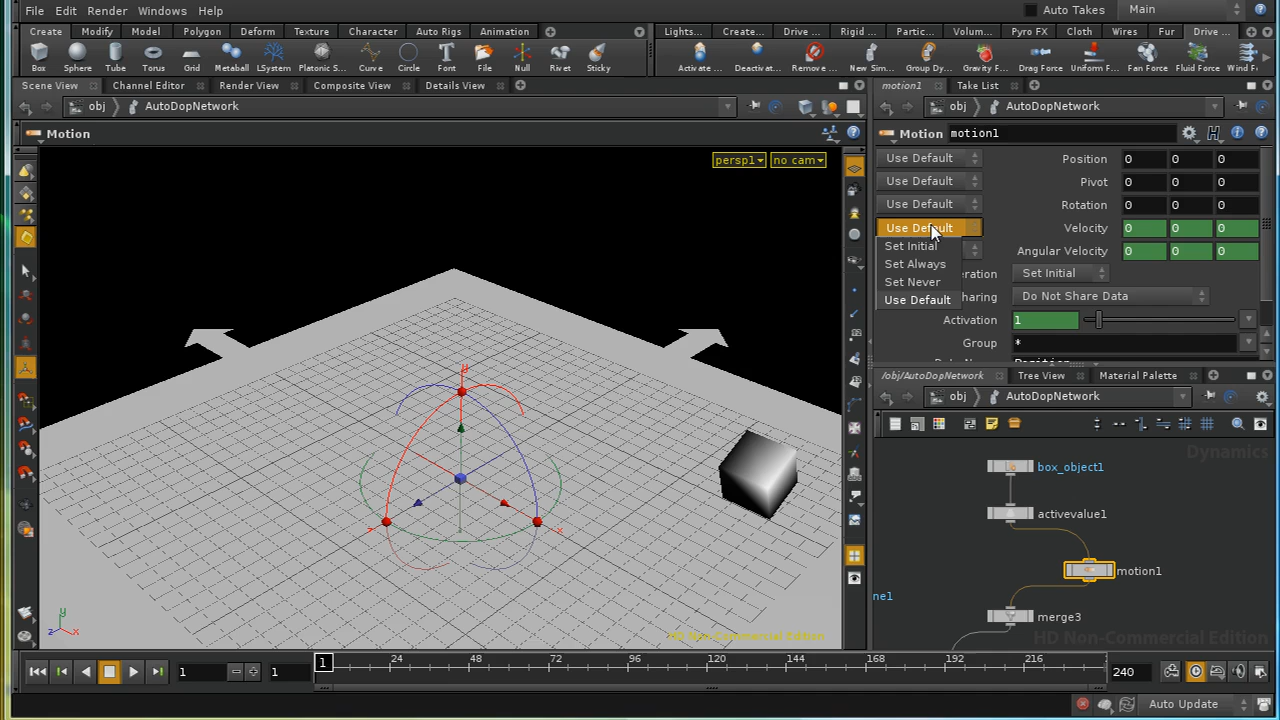 File Edit Render Windows Help Auto Takes Main
Create Modify Model Polygon Deform Texture Character Auto Rigs Animation Lights... Create... Drive ... Rigid ... Partic... Volum... Pyro FX Cloth Wires Fur Drive ...
Box Sphere Tube Torus Grid Metaball LSystem Platonic S... Curve Circle Font File Null Rivet Sticky Activate ... Deactivat... Remove ... New Sim... Group Dy... Gravity F... Drag Force Uniform F... Fan Force Fluid Force Wind F
Scene View Channel Editor Render View Composite View Details View motion1 Take List
obj AutoDopNetwork obj AutoDopNetwork
Motion Motion motion1
persp1 no cam
Use Default Position 0 0 0
Use Default Pivot 0 0 0
Use Default Rotation 0 0 0
Use Default Velocity 0 0 0
Set Initial Angular Velocity 0 0 0
Set Always eration Set Initial
Set Never
Use Default haring Do Not Share Data
Activation 1
Group *
/obj/AutoDopNetwork Tree View Material Palette
obj AutoDopNetwork
Dynamics
box_object1
activevalue1
motion1
ne1
merge3
y
x
y
z x
HD Non-Commercial Edition HD Non-Commercial Edition
1 1 1 24 48 72 96 120 144 168 192 216 240
Auto Update